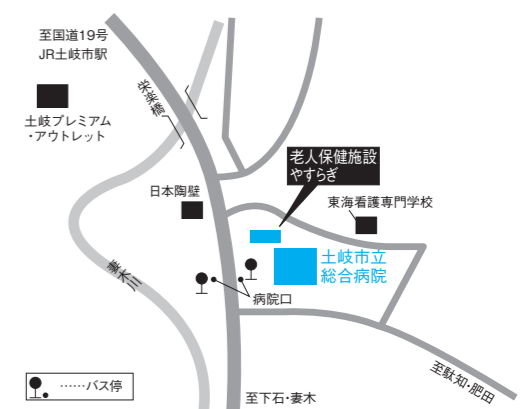 至国道19号
JR土岐市駅
栄楽橋
土岐プレミアム
・アウトレット
老人保健施設
やすらぎ
日本陶壁
東海看護専門学校
土岐市立
総合病院
妻木川
病院口
至駄知・肥田
……バス停
至下石・妻木